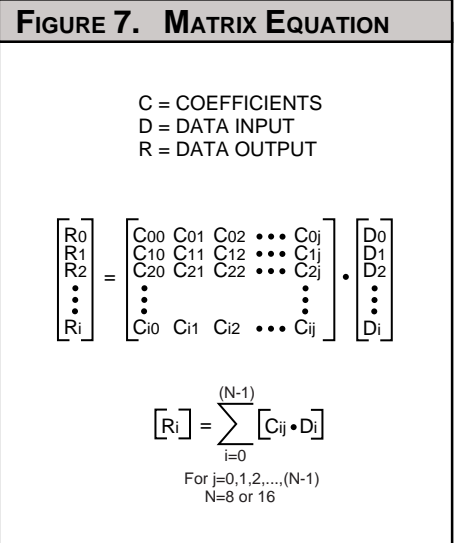 FIGURE 7. MATRIX EQUATION
C = COEFFICIENTS
D = DATA INPUT
R = DATA OUTPUT
[R0] [C00 C01 C02 ••• C0j] [D0]
[R1] [C10 C11 C12 ••• C1j] [D1]
[R2] = [C20 C21 C22 ••• C2j] • [D2]
[⋮] [⋮ ⋮] [⋮]
[Ri] [Ci0 Ci1 Ci2 ••• Cij] [Di]
(N-1)
[Ri] = ∑ [Cij•Di]
i=0
For j=0,1,2,...,(N-1)
N=8 or 16